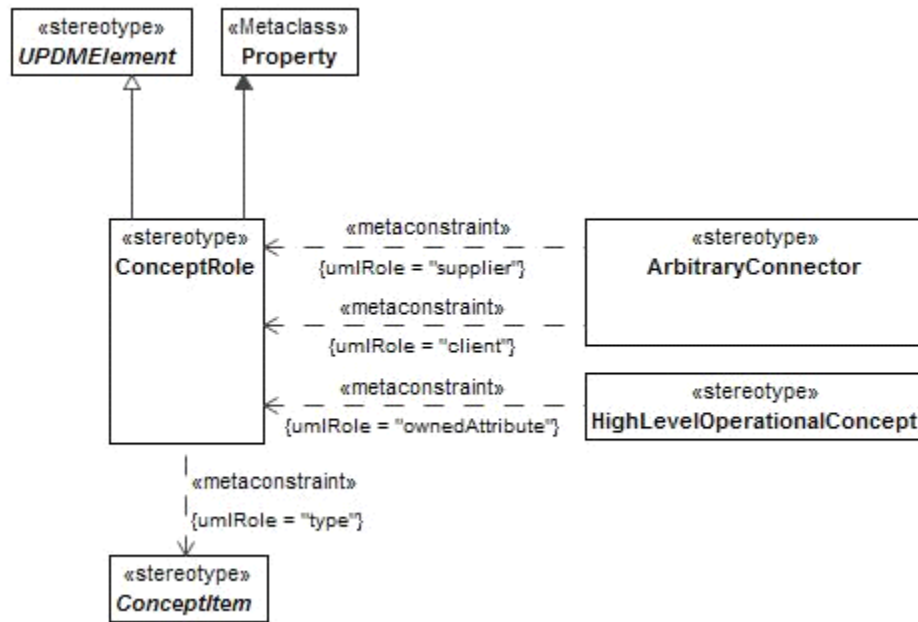 «stereotype»
UPDMElement
«Metaclass»
Property
«stereotype»
ConceptRole
«metaconstraint»
{umlRole = "supplier"}
«metaconstraint»
{umlRole = "client"}
«stereotype»
ArbitraryConnector
«metaconstraint»
{umlRole = "ownedAttribute"}
«stereotype»
HighLevelOperationalConcept
«metaconstraint»
{umlRole = "type"}
«stereotype»
ConceptItem